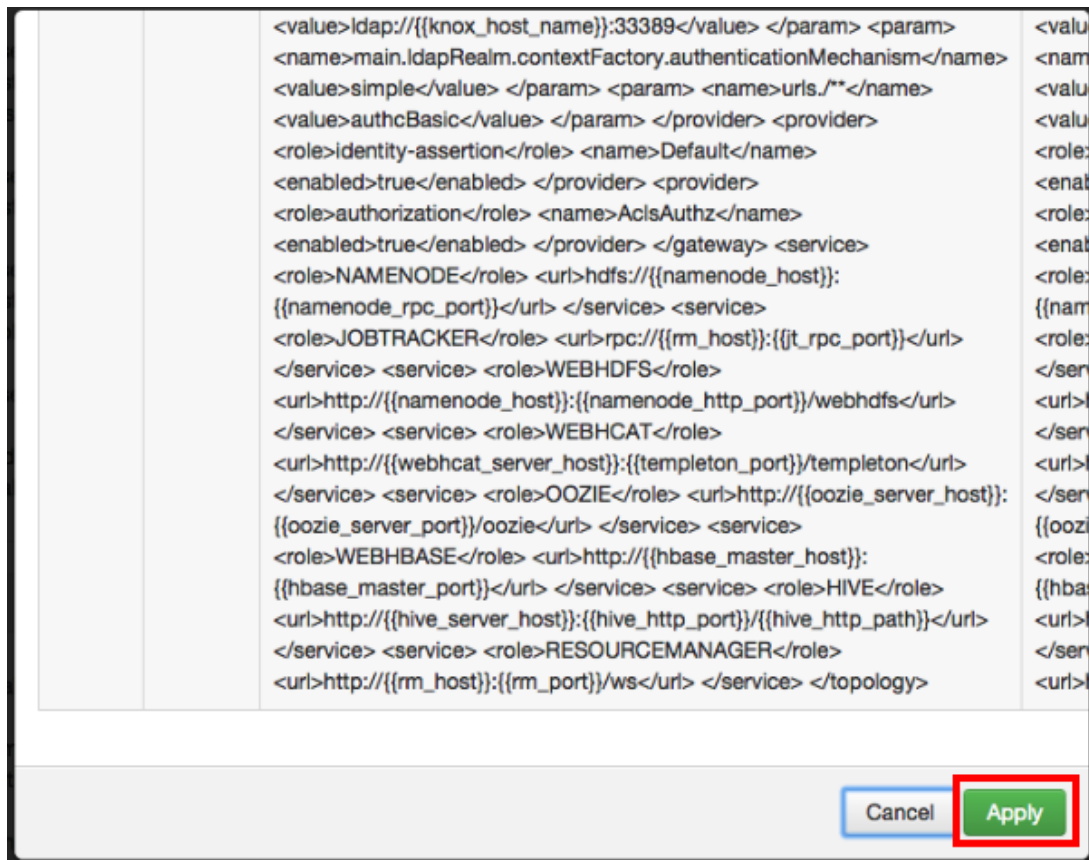 <value>ldap://{{knox_host_name}}:33389</value> </param> <param>
<name>main.ldapRealm.contextFactory.authenticationMechanism</name>
<value>simple</value> </param> <param> <name>urls./**</name>
<value>authcBasic</value> </param> </provider> <provider>
<role>identity-assertion</role> <name>Default</name>
<enabled>true</enabled> </provider> <provider>
<role>authorization</role> <name>AclsAuthz</name>
<enabled>true</enabled> </provider> </gateway> <service>
<role>NAMENODE</role> <url>hdfs://{{namenode_host}}:
{{namenode_rpc_port}}</url> </service> <service>
<role>JOBTRACKER</role> <url>rpc://{{rm_host}}:{{jt_rpc_port}}</url>
</service> <service> <role>WEBHDFS</role>
<url>http://{{namenode_host}}:{{namenode_http_port}}/webhdfs</url>
</service> <service> <role>WEBHCAT</role>
<url>http://{{webhcat_server_host}}:{{templeton_port}}/templeton</url>
</service> <service> <role>OOZIE</role> <url>http://{{oozie_server_host}}:
{{oozie_server_port}}/oozie</url> </service> <service>
<role>WEBHBASE</role> <url>http://{{hbase_master_host}}:
{{hbase_master_port}}</url> </service> <service> <role>HIVE</role>
<url>http://{{hive_server_host}}:{{hive_http_port}}/{{hive_http_path}}</url>
</service> <service> <role>RESOURCEMANAGER</role>
<url>http://{{rm_host}}:{{rm_port}}/ws</url> </service> </topology>
Cancel
Apply